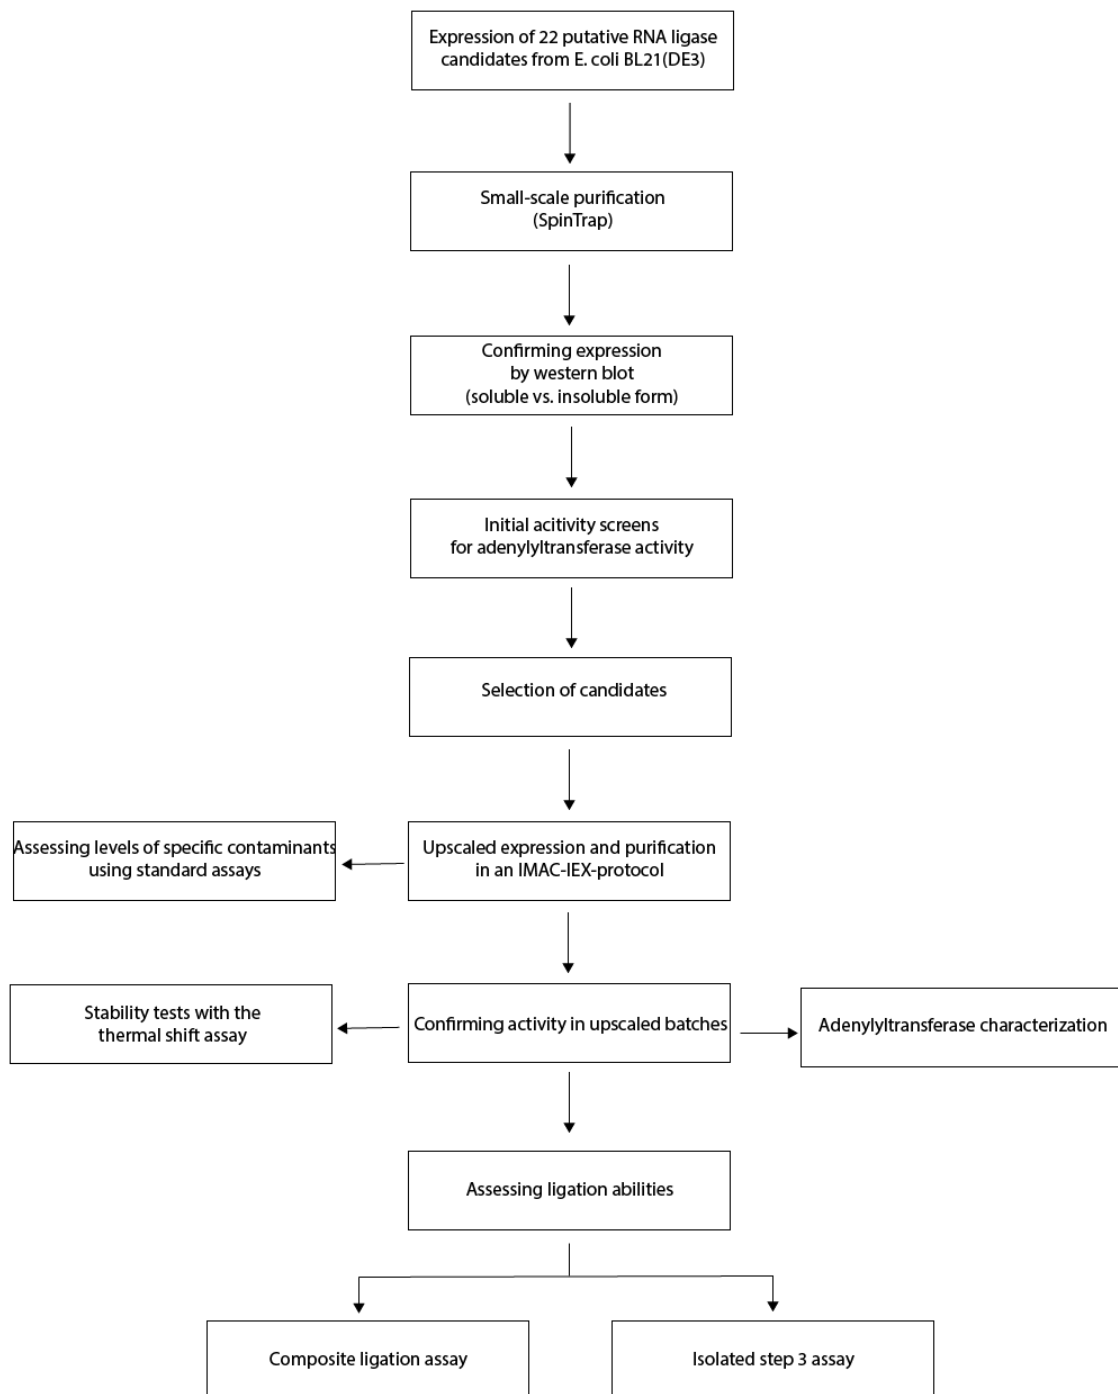 Expression of 22 putative RNA ligase
candidates from E. coli BL21(DE3)
Small-scale purification
(SpinTrap)
Confirming expression
by western blot
(soluble vs. insoluble form)
Initial acitivity screens
for adenylyltransferase activity
Selection of candidates
Assessing levels of specific contaminants
using standard assays
Upscaled expression and purification
in an IMAC-IEX-protocol
Stability tests with the
thermal shift assay
Confirming activity in upscaled batches
Adenylyltransferase characterization
Assessing ligation abilities
Composite ligation assay
Isolated step 3 assay